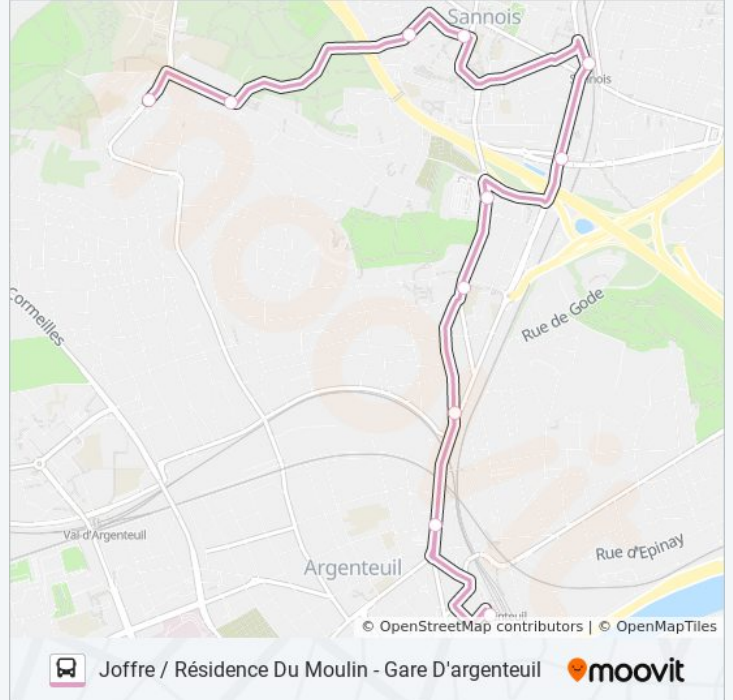 Sannois
Sannois
Cormeilles
Rue de Gode
Val-d'Argenteuil
Rue d'Epinay
Argenteuil
© OpenStreetMap contributors | © OpenMapTiles
Joffre / Résidence Du Moulin - Gare D'argenteuil
moovit